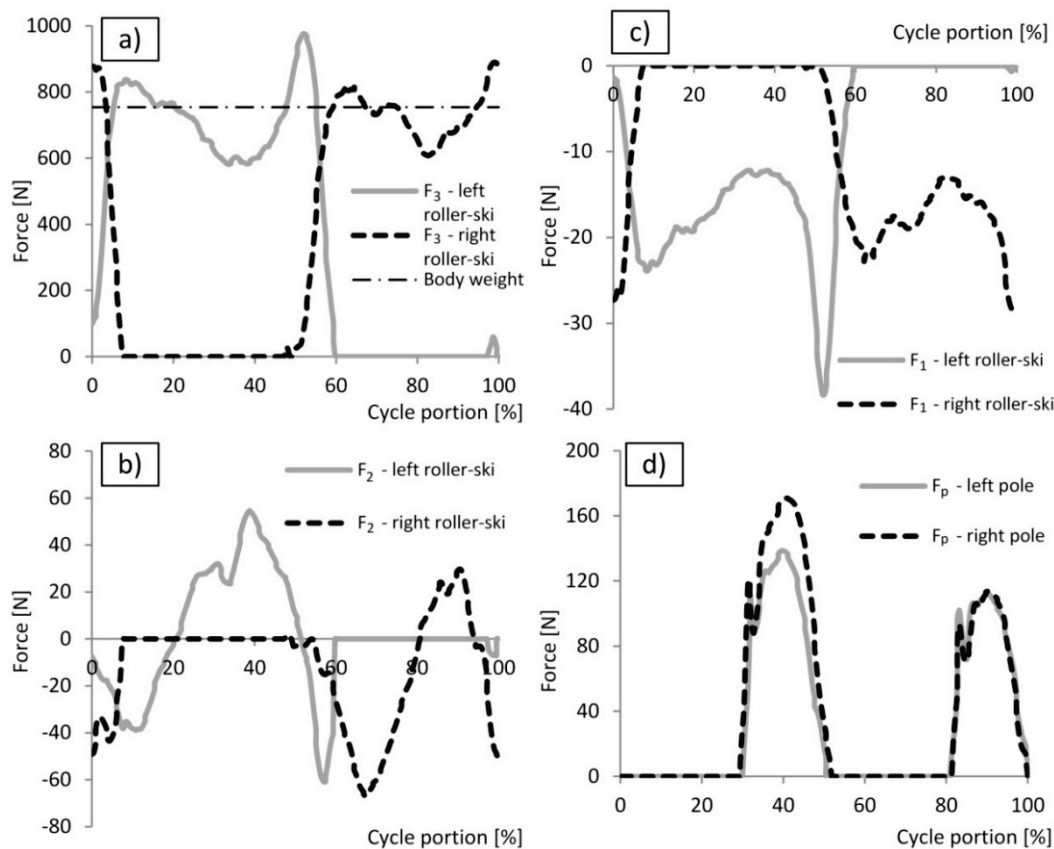 a)
1000
800
600
400
200
0
Force [N]
0 20 40 60 80 100
Cycle portion [%]
F3 - left
roller-ski
F3 - right
roller-ski
Body weight
c)
Cycle portion [%]
0 20 40 60 80 100
0
-10
-20
-30
-40
Force [N]
F1 - left roller-ski
F1 - right roller-ski
b)
80
60
40
20
0
-20
-40
-60
-80
Force [N]
F2 - left roller-ski
F2 - right roller-ski
0 20 40 60 80 100
Cycle portion [%]
d)
200
160
120
80
40
0
Force [N]
Fp - left pole
Fp - right pole
0 20 40 60 80 100
Cycle portion [%]